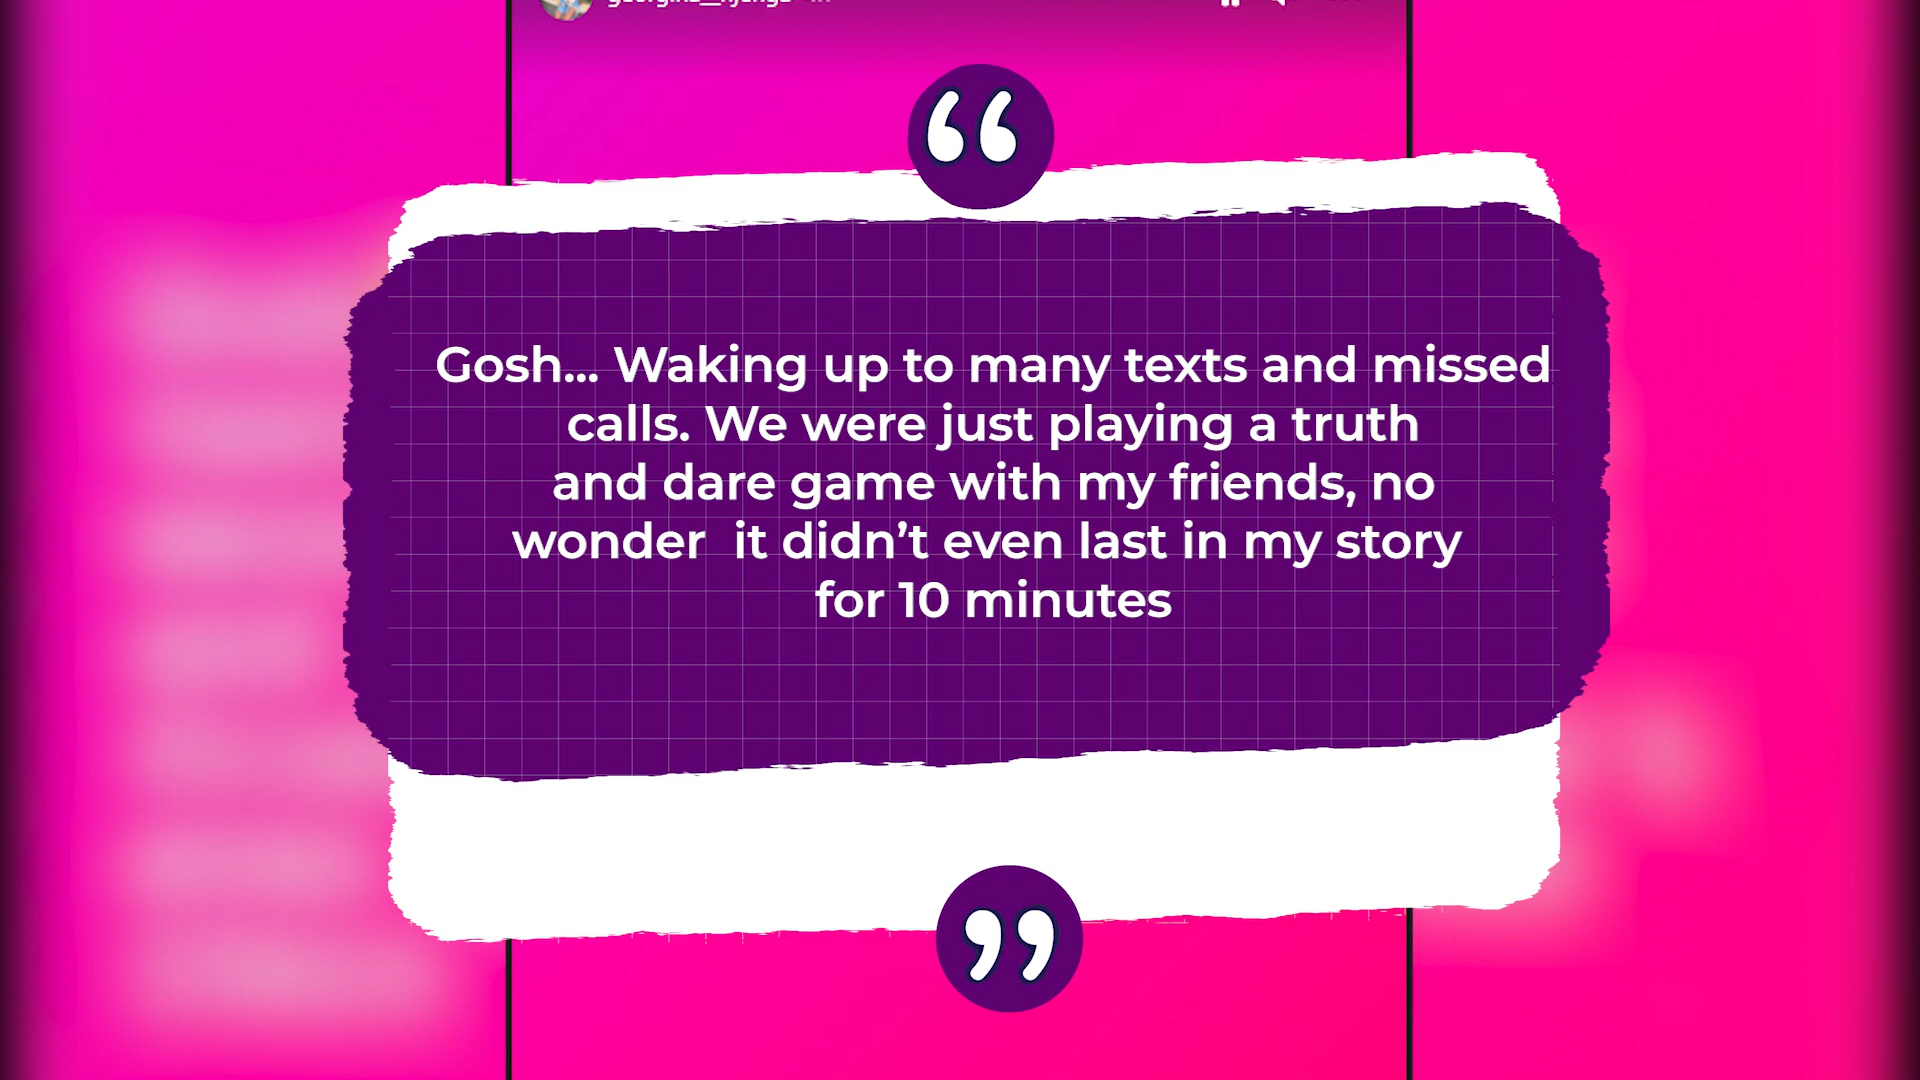 Gosh... Waking up to many texts and missed
calls. We were just playing a truth
and dare game with my friends, no
wonder  it didn’t even last in my story
for 10 minutes